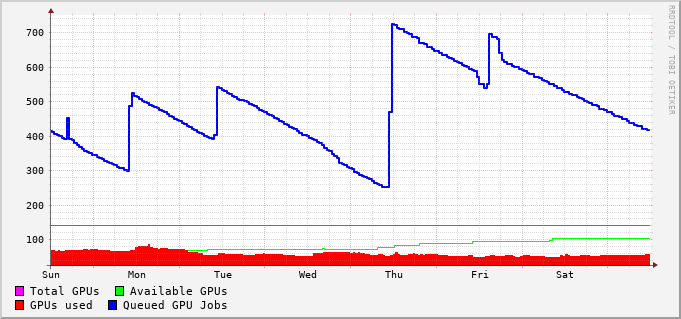 700
600
500
400
300
200
100
Sun Mon Tue Wed Thu Fri Sat
Total GPUs Available GPUs
GPUs used Queued GPU Jobs
RRDTOOL / TOBI OETIKER